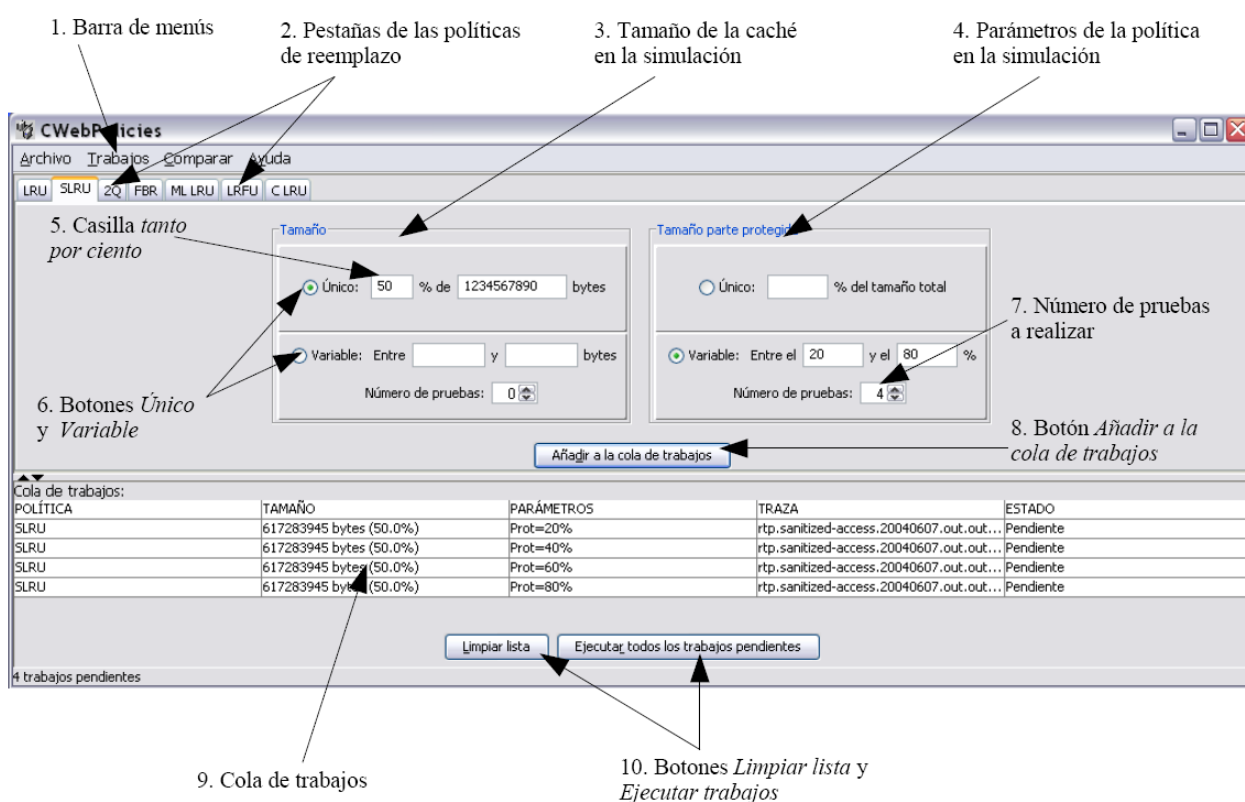 1. Barra de menús
2. Pestañas de las políticas
de reemplazo
3. Tamaño de la caché
en la simulación
4. Parámetros de la política
en la simulación
CWebPolicies
Archivo Trabajos Comparar Ayuda
LRU SLRU 2Q FBR ML LRU LRFU C LRU
5. Casilla tanto
por ciento
Tamaño
Único: 50 % de 1234567890 bytes
Variable: Entre y bytes
Número de pruebas: 0
Tamaño parte protegida
Único: % del tamaño total
Variable: Entre el 20 y el 80 %
Número de pruebas: 4
6. Botones Único
y Variable
7. Número de pruebas
a realizar
8. Botón Añadir a la
cola de trabajos
Añadir a la cola de trabajos
Cola de trabajos:
POLÍTICA TAMAÑO PARÁMETROS TRAZA ESTADO
SLRU 617283945 bytes (50.0%) Prot=20% rtp.sanitized-access.20040607.out.out... Pendiente
SLRU 617283945 bytes (50.0%) Prot=40% rtp.sanitized-access.20040607.out.out... Pendiente
SLRU 617283945 bytes (50.0%) Prot=60% rtp.sanitized-access.20040607.out.out... Pendiente
SLRU 617283945 bytes (50.0%) Prot=80% rtp.sanitized-access.20040607.out.out... Pendiente
Limpiar lista Ejecutar todos los trabajos pendientes
4 trabajos pendientes
9. Cola de trabajos
10. Botones Limpiar lista y
Ejecutar trabajos